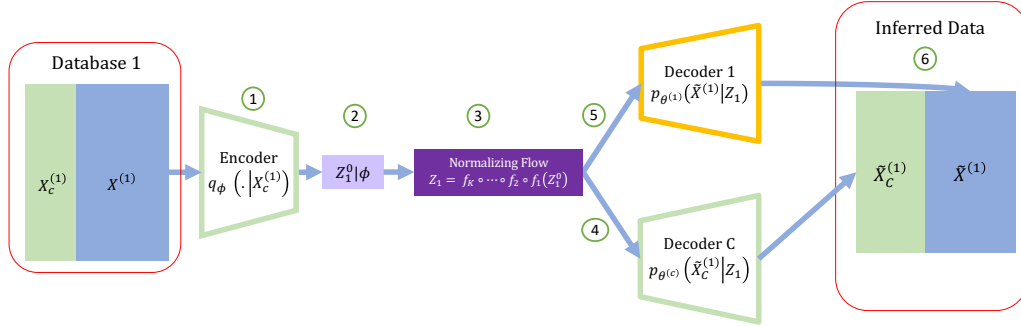 Database 1
X_c^{(1)}
X^{(1)}
①
Encoder
q_ϕ (. | X_c^{(1)})
②
Z_1^0|ϕ
③
Normalizing Flow
Z_1 = f_K ∘ ⋯ ∘ f_2 ∘ f_1(Z_1^0)
⑤
Decoder 1
p_{θ^{(1)}}(X̃^{(1)}|Z_1)
④
Decoder C
p_{θ^{(c)}}(X̃_C^{(1)}|Z_1)
Inferred Data
⑥
X̃_C^{(1)}
X̃^{(1)}